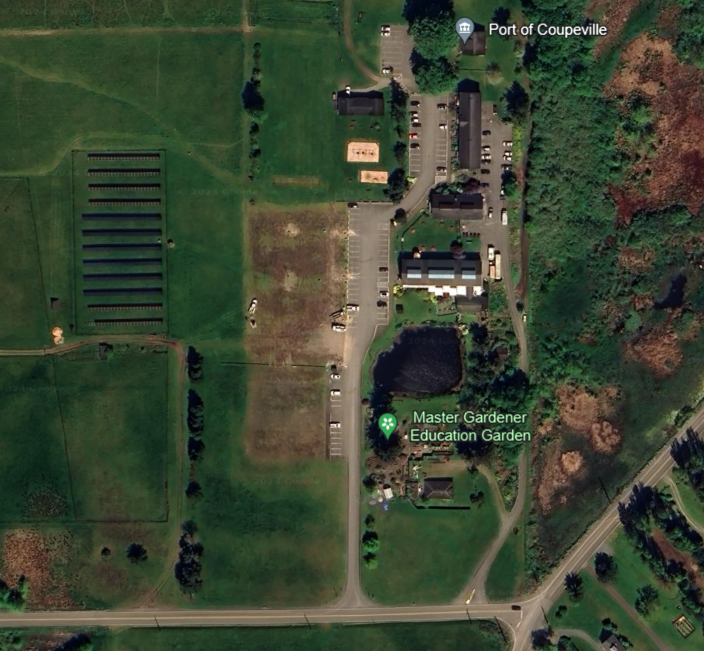 Port of Coupeville
Master Gardener
Education Garden